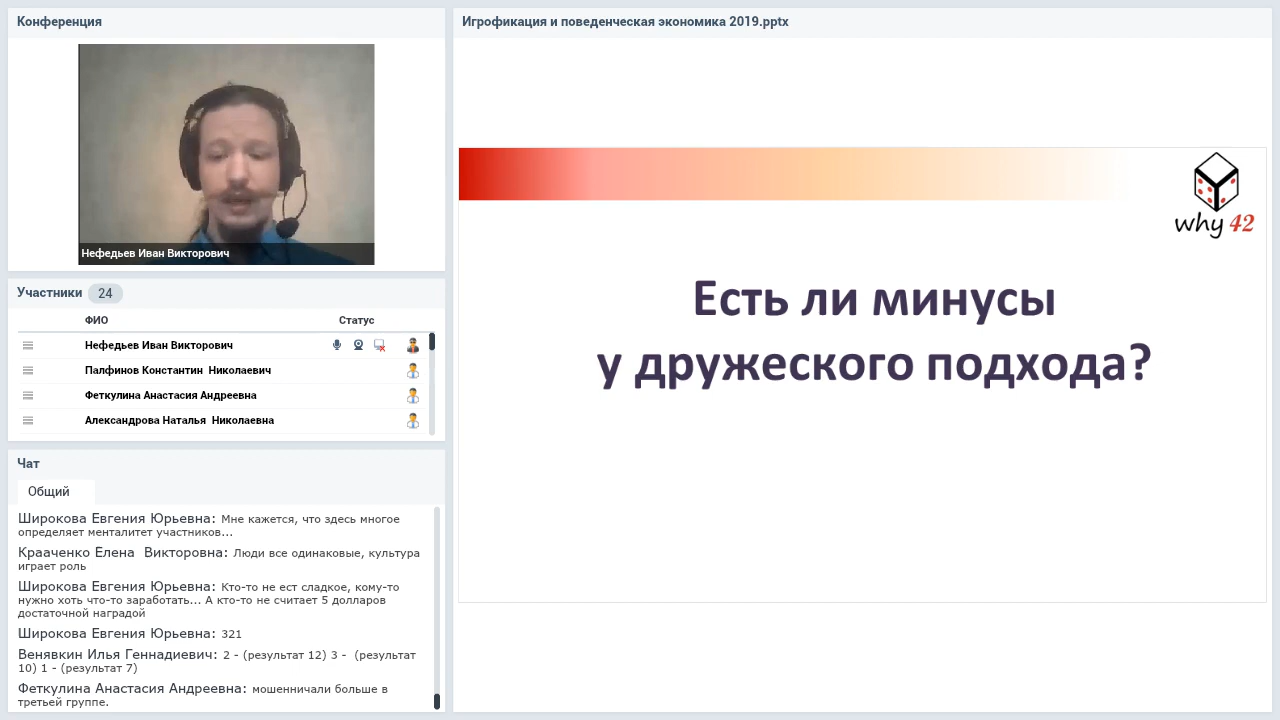 Конференция
Нефедьев Иван Викторович
Участники 24
ФИО Статус
Нефедьев Иван Викторович
Палфинов Константин Николаевич
Феткулина Анастасия Андреевна
Александрова Наталья Николаевна
Чат
Общий
Широкова Евгения Юрьевна: Мне кажется, что здесь многое
определяет менталитет участников...
Крааченко Елена Викторовна: Люди все одинаковые, культура
играет роль
Широкова Евгения Юрьевна: Кто-то не ест сладкое, кому-то
нужно хоть что-то заработать... А кто-то не считает 5 долларов
достаточной наградой
Широкова Евгения Юрьевна: 321
Венявкин Илья Геннадиевич: 2 - (результат 12) 3 - (результат
10) 1 - (результат 7)
Феткулина Анастасия Андреевна: мошенничали больше в
третьей группе.
Игрофикация и поведенческая экономика 2019.pptx
why 42
Есть ли минусы
у дружеского подхода?